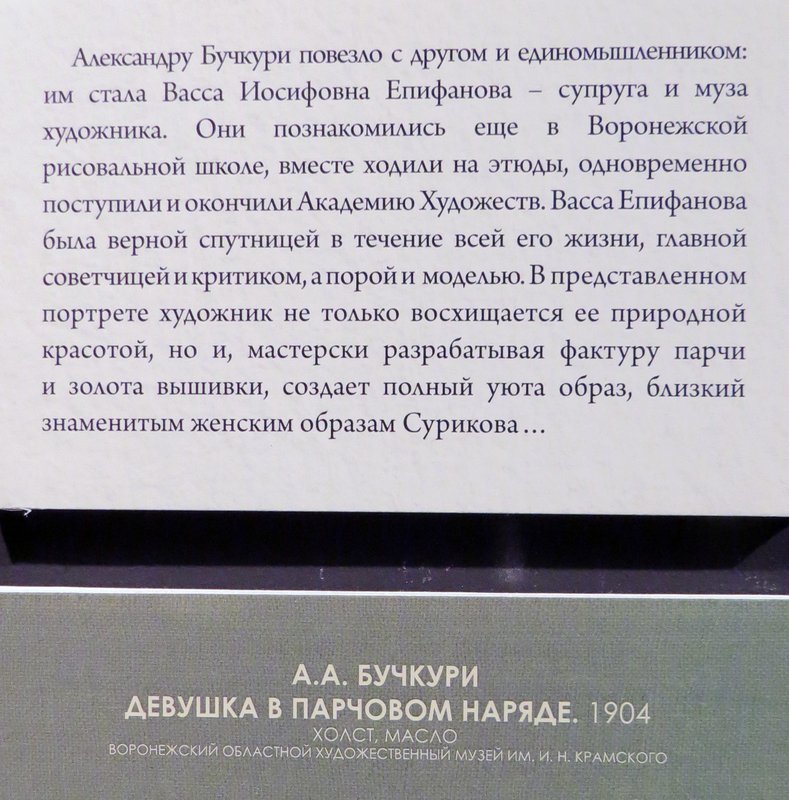 Александру Бучкури повезло с другом и единомышленником:
им стала Васса Иосифовна Епифанова – супруга и муза
художника. Они познакомились еще в Воронежской
рисовальной школе, вместе ходили на этюды, одновременно
поступили и окончили Академию Художеств. Васса Епифанова
была верной спутницей в течение всей его жизни, главной
советчицей и критиком, а порой и моделью. В представленном
портрете художник не только восхищается ее природной
красотой, но и, мастерски разрабатывая фактуру парчи
и золота вышивки, создает полный уюта образ, близкий
знаменитым женским образам Сурикова…
А.А. БУЧКУРИ
ДЕВУШКА В ПАРЧОВОМ НАРЯДЕ. 1904
ХОЛСТ, МАСЛО
ВОРОНЕЖСКИЙ ОБЛАСТНОЙ ХУДОЖЕСТВЕННЫЙ МУЗЕЙ ИМ. И. Н. КРАМСКОГО